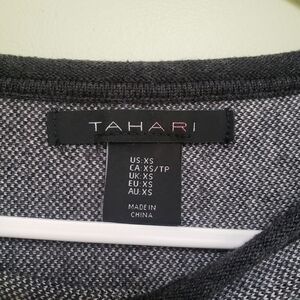 TAHARI
US:XS
CA:XS/TP
UK:XS
EU:XS
AU:XS
MADE IN
CHINA